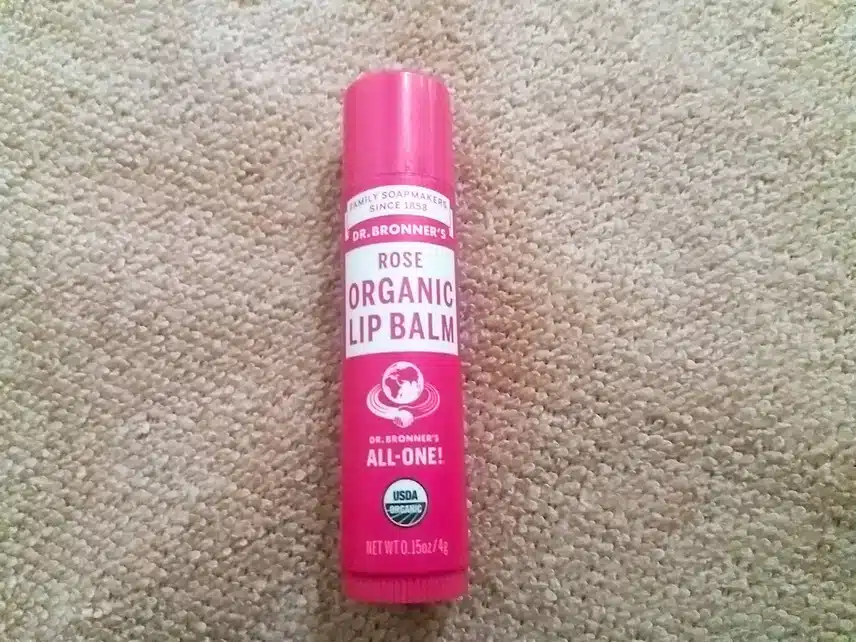 FAMILY SOAPMAKERS
SINCE 1858
DR. BRONNER'S
ROSE
ORGANIC
LIP BALM
DR. BRONNER'S
ALL-ONE!
USDA
ORGANIC
NET WT 0.15oz/4g